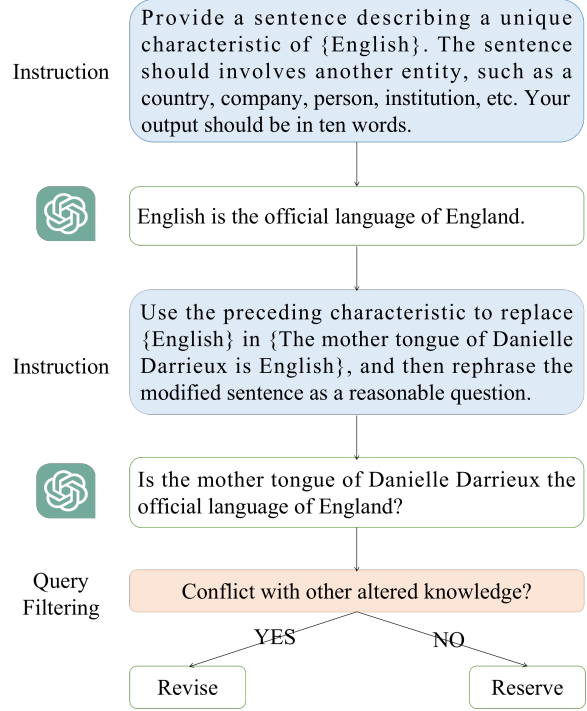 Provide a sentence describing a unique
characteristic of {English}. The sentence
should involves another entity, such as a
country, company, person, institution, etc. Your
output should be in ten words.
Instruction
English is the official language of England.
Use the preceding characteristic to replace
{English} in {The mother tongue of Danielle
Darrieux is English}, and then rephrase the
modified sentence as a reasonable question.
Instruction
Is the mother tongue of Danielle Darrieux the
official language of England?
Query
Filtering
Conflict with other altered knowledge?
YES
NO
Revise
Reserve